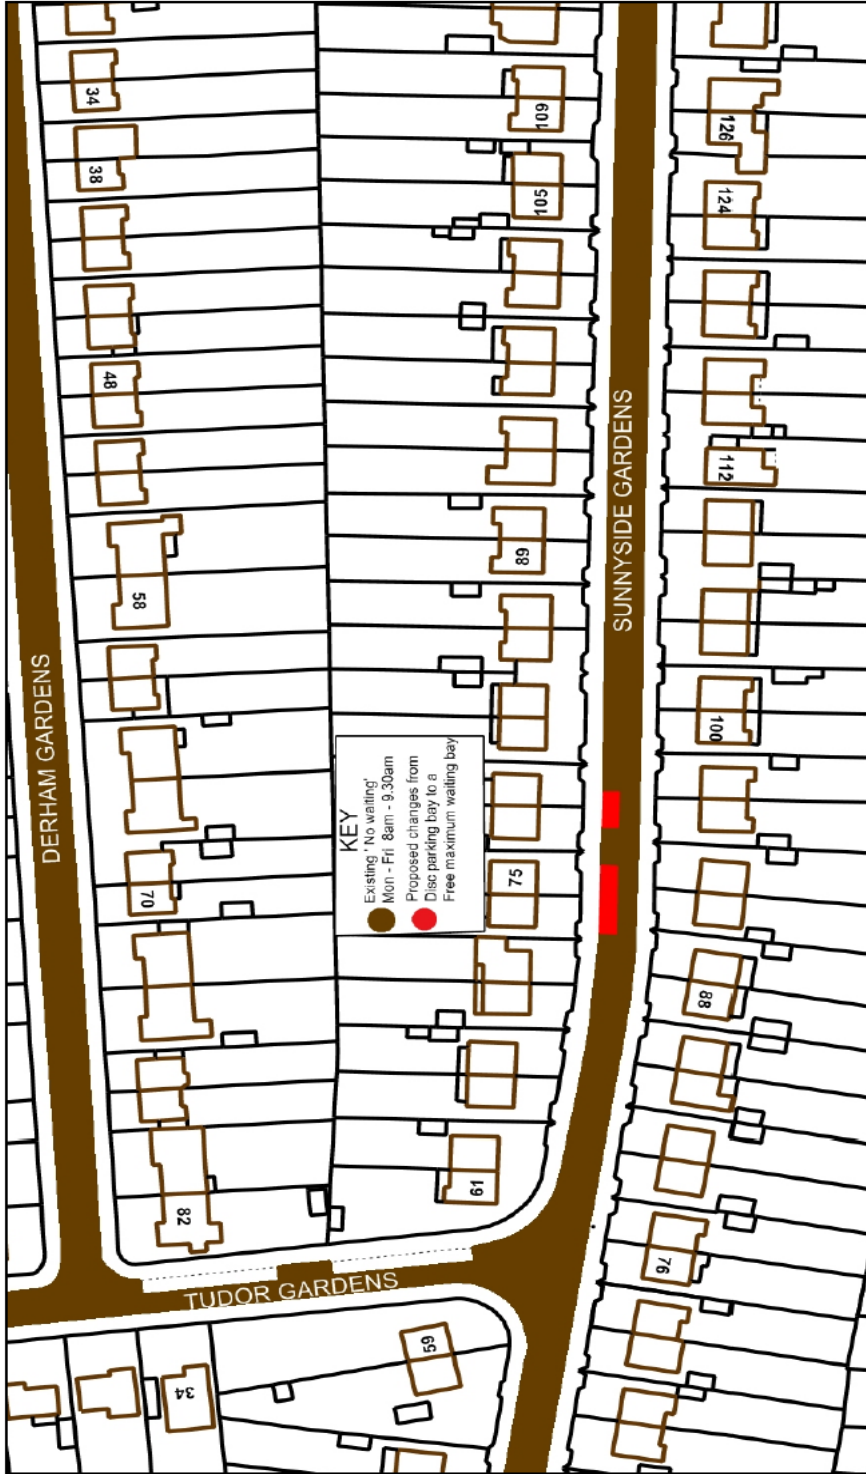 34
38
48
58
70
82
DERHAM GARDENS
109
105
89
75
61
SUNNYSIDE GARDENS
126
124
112
100
88
76
KEY
Existing ' No waiting'
Mon - Fri 8am - 9.30am
Proposed changes from
Disc parking bay to a
Free maximum waiting bay
TUDOR GARDENS
59
34